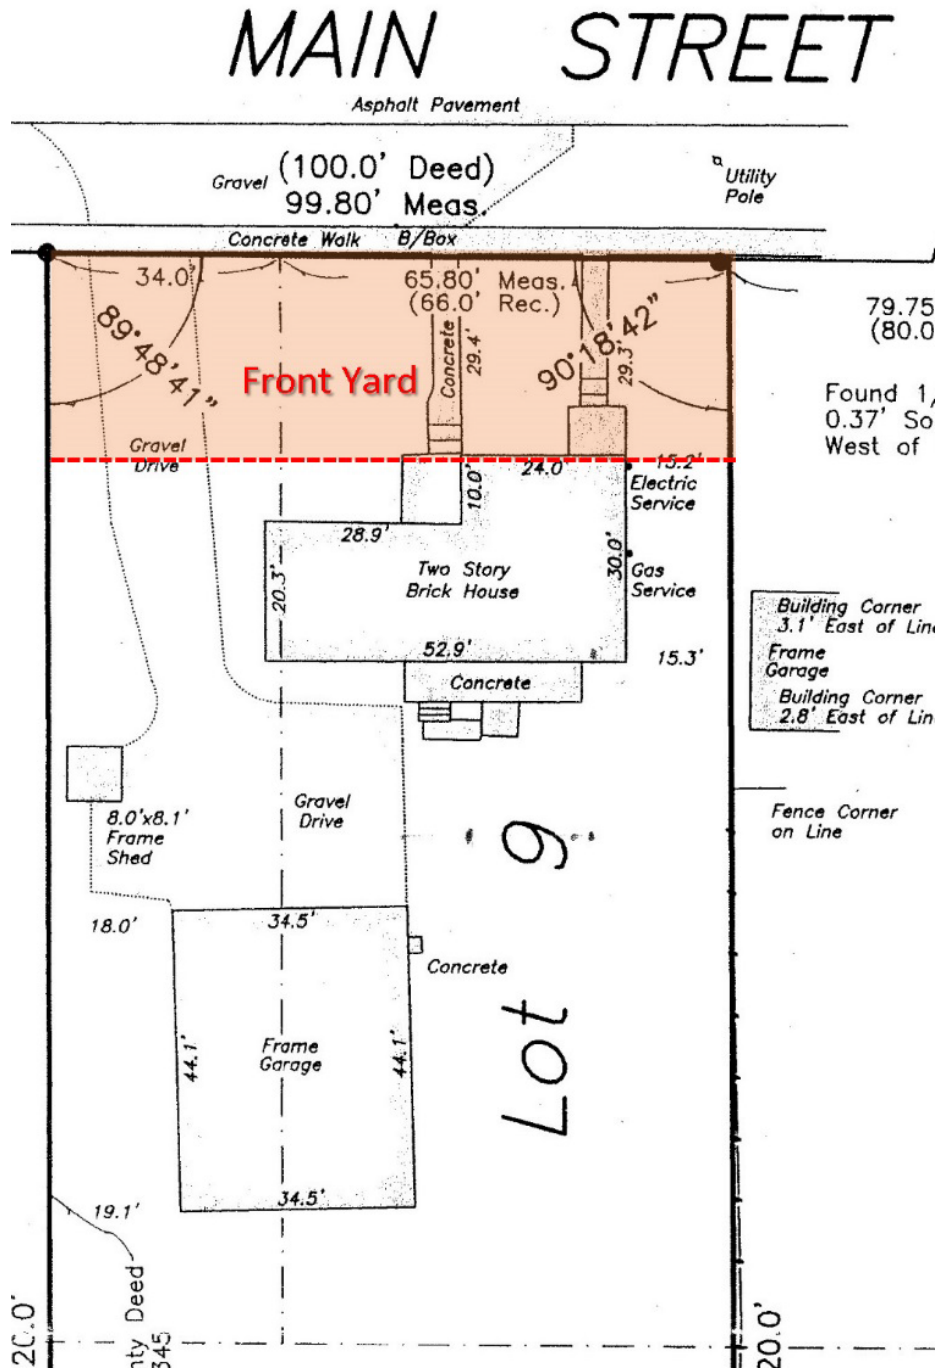 MAIN STREET
Asphalt Pavement
Gravel
(100.0' Deed)
99.80' Meas.
Utility
Pole
Concrete Walk
B/Box
34.0'
65.80' Meas.
(66.0' Rec.)
89°48'41"
90°18'42"
Concrete
29.4'
29.3'
79.75
(80.0
Front Yard
Found 1/
0.37' So
West of
Gravel
Drive
24.0'
15.2'
Electric
Service
10.0'
28.9'
20.3'
Two Story
Brick House
30.0'
Gas
Service
52.9'
15.3'
Concrete
Building Corner
3.1' East of Line
Frame
Garage
Building Corner
2.8' East of Lin
8.0'x8.1'
Frame
Shed
Gravel
Drive
Fence Corner
on Line
Lot 9
18.0'
34.5'
Concrete
44.1'
Frame
Garage
44.1'
34.5'
19.1'
nty Deed
345
20.0'
20.0'